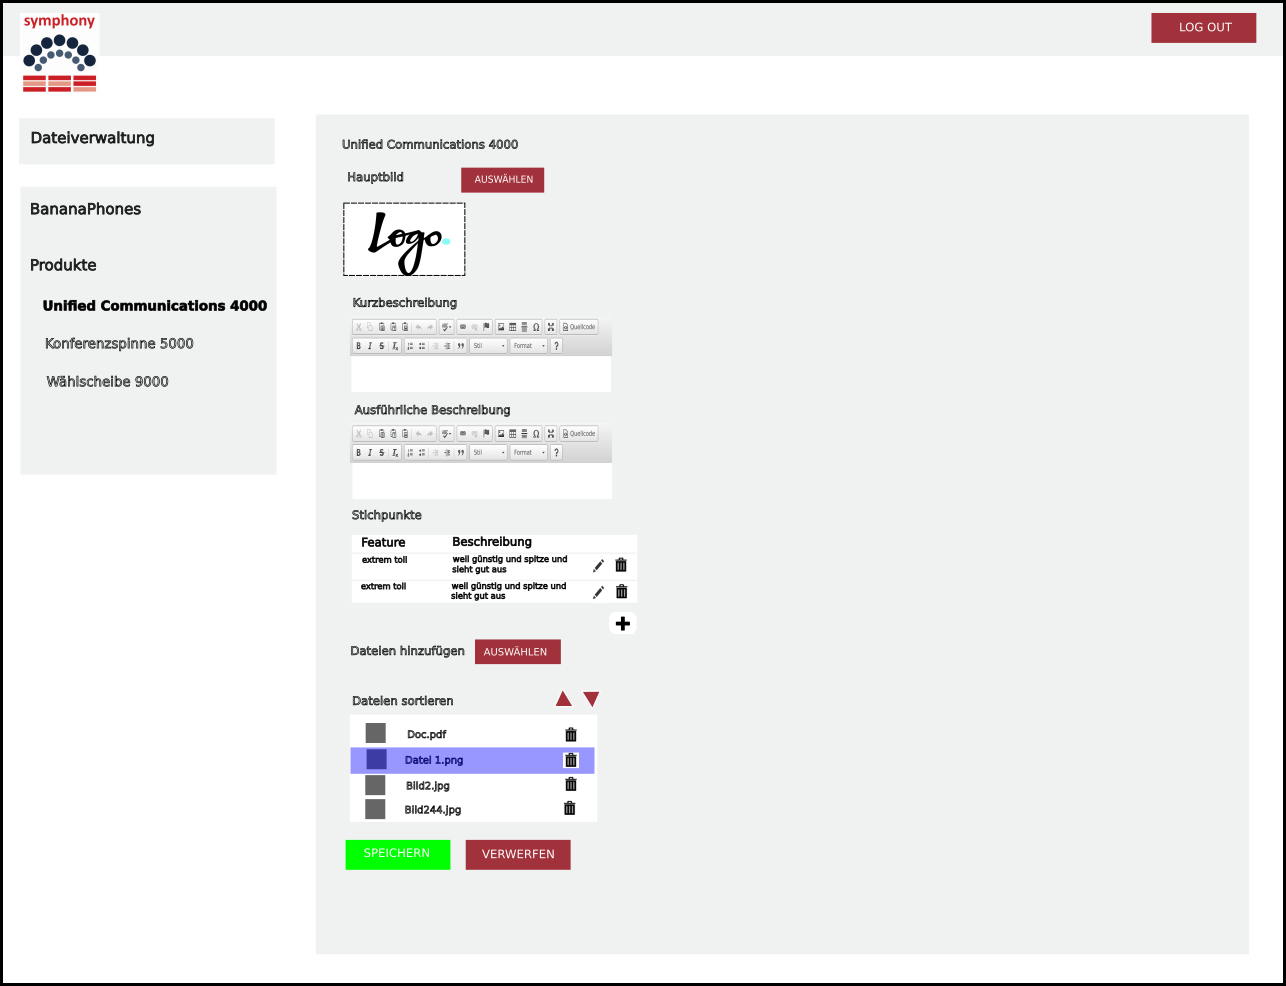 symphony
LOG OUT
Dateiverwaltung
BananaPhones
Produkte
Unified Communications 4000
Konferenzspinne 5000
Wählscheibe 9000
Unified Communications 4000
Hauptbild
AUSWÄHLEN
Logo.
Kurzbeschreibung
Quellcode
B I S Ix
Stil
Format
?
Ausführliche Beschreibung
Quellcode
B I S Ix
Stil
Format
?
Stichpunkte
Feature Beschreibung
extrem toll weil günstig und spitze und
sieht gut aus
extrem toll weil günstig und spitze und
sieht gut aus
Dateien hinzufügen
AUSWÄHLEN
Dateien sortieren
Doc.pdf
Datei 1.png
Bild2.jpg
Bild244.jpg
SPEICHERN
VERWERFEN